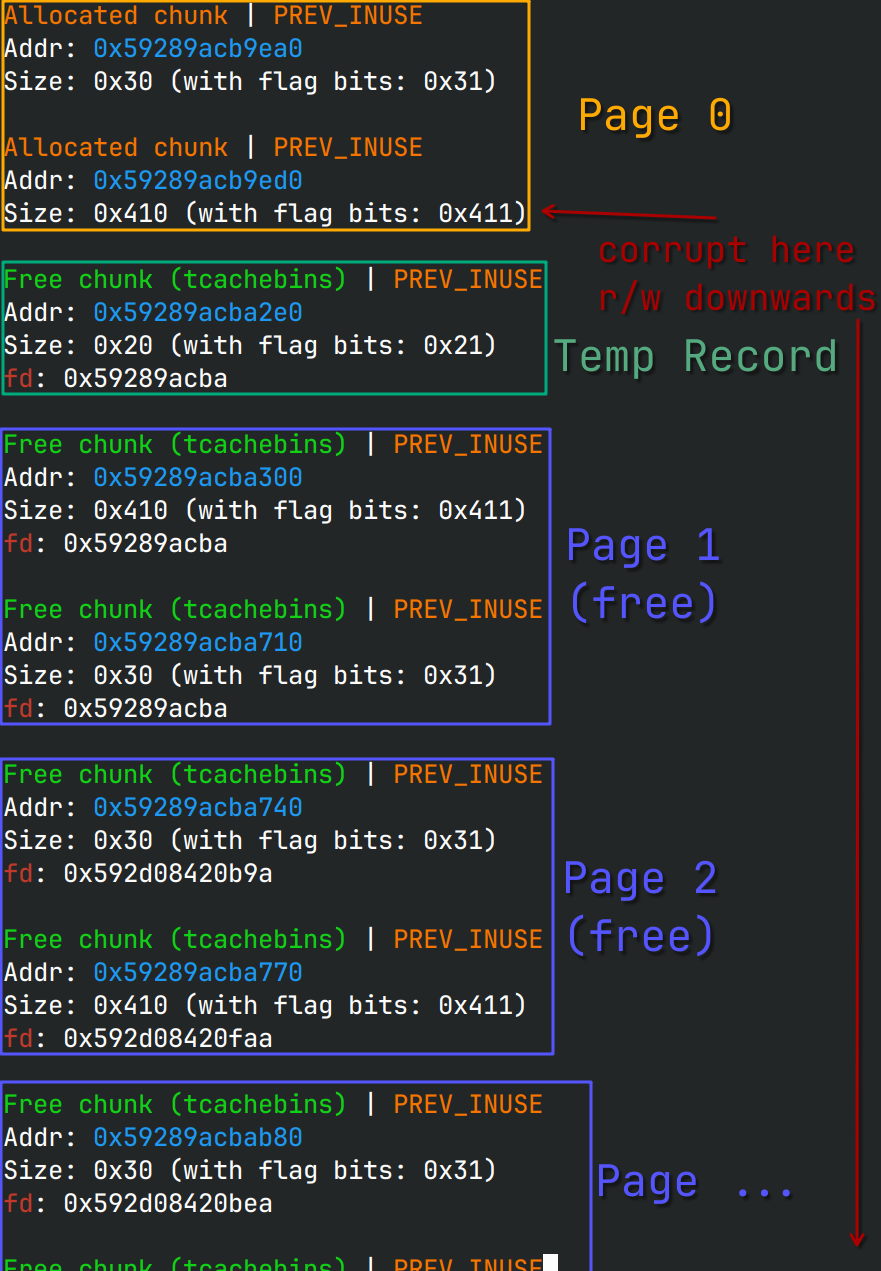 Allocated chunk | PREV_INUSE
Addr: 0x59289acb9ea0
Size: 0x30 (with flag bits: 0x31)
Allocated chunk | PREV_INUSE
Addr: 0x59289acb9ed0
Size: 0x410 (with flag bits: 0x411)
Page 0
corrupt here
r/w downwards
Free chunk (tcachebins) | PREV_INUSE
Addr: 0x59289acba2e0
Size: 0x20 (with flag bits: 0x21)
fd: 0x59289acba
Temp Record
Free chunk (tcachebins) | PREV_INUSE
Addr: 0x59289acba300
Size: 0x410 (with flag bits: 0x411)
fd: 0x59289acba
Free chunk (tcachebins) | PREV_INUSE
Addr: 0x59289acba710
Size: 0x30 (with flag bits: 0x31)
fd: 0x59289acba
Page 1
(free)
Free chunk (tcachebins) | PREV_INUSE
Addr: 0x59289acba740
Size: 0x30 (with flag bits: 0x31)
fd: 0x592d08420b9a
Free chunk (tcachebins) | PREV_INUSE
Addr: 0x59289acba770
Size: 0x410 (with flag bits: 0x411)
fd: 0x592d08420faa
Page 2
(free)
Free chunk (tcachebins) | PREV_INUSE
Addr: 0x59289acbab80
Size: 0x30 (with flag bits: 0x31)
fd: 0x592d08420bea
Page ...
Free chunk (tcachebins) | PREV_INUSE